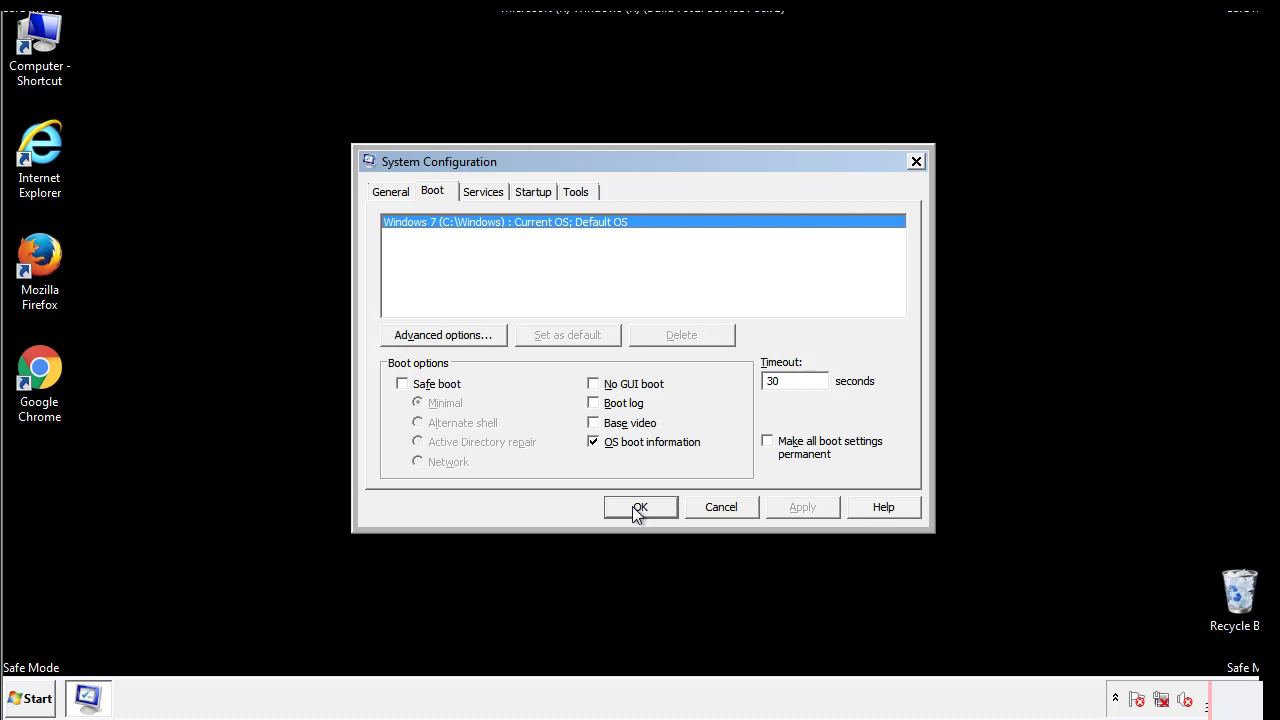 Computer -
Shortcut
Internet
Explorer
Mozilla
Firefox
Google
Chrome
System Configuration
General Boot Services Startup Tools
Windows 7 (C:\Windows) : Current OS; Default OS
Advanced options... Set as default Delete
Boot options
Safe boot
Minimal
Alternate shell
Active Directory repair
Network
No GUI boot
Boot log
Base video
OS boot information
Timeout:
30 seconds
Make all boot settings
permanent
OK Cancel Apply Help
Recycle B
Safe Mode
Safe M
Start